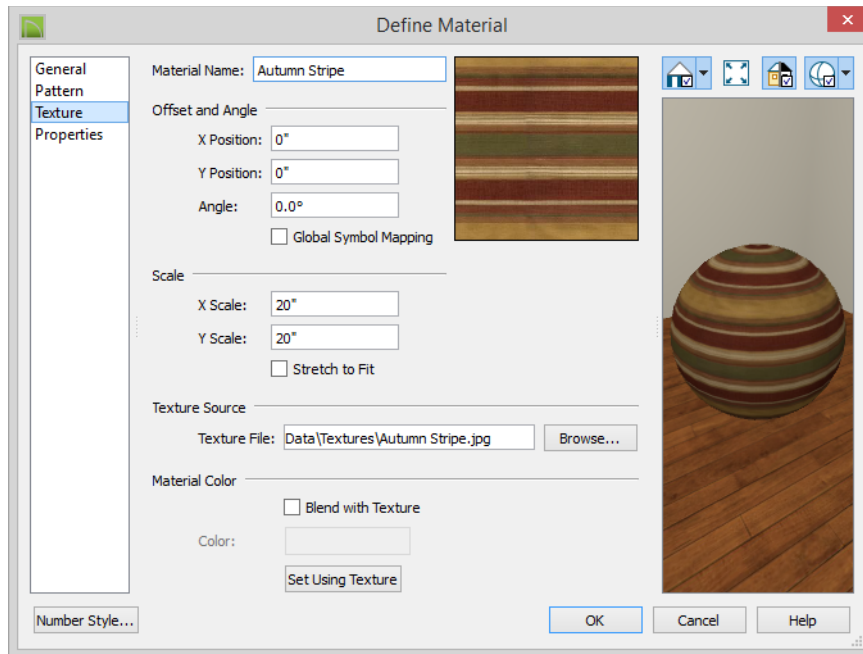 Define Material
General
Pattern
Texture
Properties
Material Name: Autumn Stripe
Offset and Angle
X Position: 0"
Y Position: 0"
Angle: 0.0°
Global Symbol Mapping
Scale
X Scale: 20"
Y Scale: 20"
Stretch to Fit
Texture Source
Texture File: Data\Textures\Autumn Stripe.jpg Browse...
Material Color
Blend with Texture
Color:
Set Using Texture
Number Style... OK Cancel Help